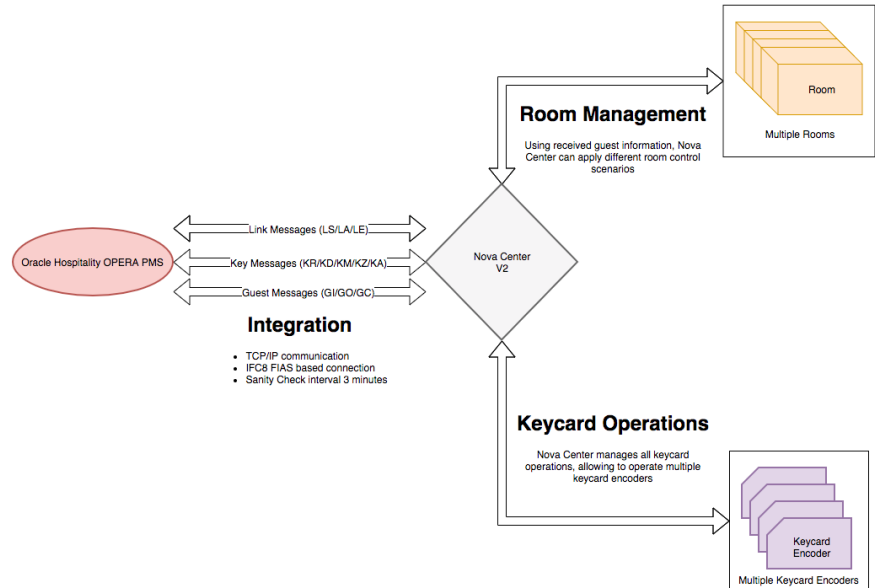 Room
Multiple Rooms
Room Management
Using received guest information, Nova
Center can apply different room control
scenarios
Link Messages (LS/LA/LE)
Oracle Hospitality OPERA PMS
Key Messages (KR/KD/KM/KZ/KA)
Nova Center
V2
Guest Messages (GI/GO/GC)
Integration
• TCP/IP communication
• IFC8 FIAS based connection
• Sanity Check interval 3 minutes
Keycard Operations
Nova Center manages all keycard
operations, allowing to operate multiple
keycard encoders
Keycard
Encoder
Multiple Keycard Encoders